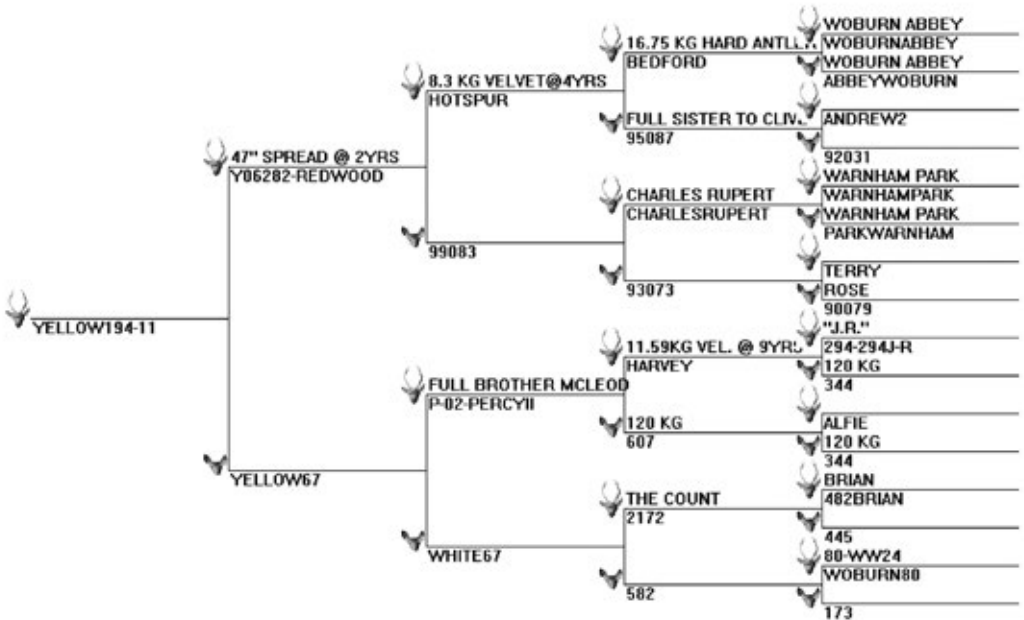 WOBURN ABBEY
16.75 KG HARD ANTL
WOBURNABBEY
BEDFORD
WOBURN ABBEY
8.3 KG VELVET@4YRS
ABBEYWOBURN
HOTSPUR
FULL SISTER TO CLIV
ANDREW2
95087
47" SPREAD @ 2YRS
92031
Y06282-REDWOOD
WARNHAM PARK
CHARLES RUPERT
WARNHAMPARK
CHARLESRUPERT
WARNHAM PARK
PARKWARNHAM
99083
TERRY
93073
ROSE
90079
YELLOW194-11
"J.R."
11.59KG VEL. @ 9YRS
294-294J-R
HARVEY
120 KG
FULL BROTHER MCLEOD
344
P-02-PERCYII
120 KG
ALFIE
607
120 KG
344
YELLOW67
BRIAN
THE COUNT
482BRIAN
2172
445
WHITE67
80-WW24
582
WOBURN80
173